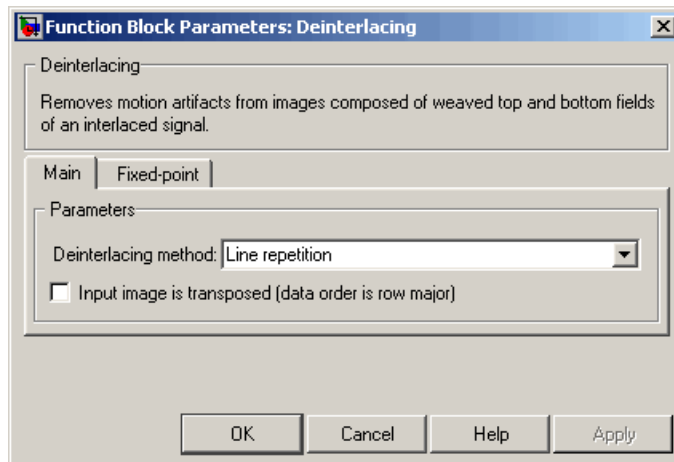 Function Block Parameters: Deinterlacing
Deinterlacing
Removes motion artifacts from images composed of weaved top and bottom fields
of an interlaced signal.
Main Fixed-point
Parameters
Deinterlacing method: Line repetition
Input image is transposed (data order is row major)
OK Cancel Help Apply